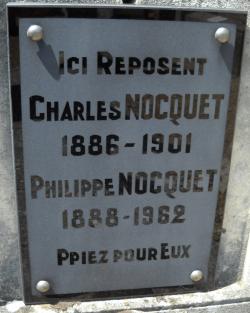 ICI REPOSENT
CHARLES NOCQUET
1886-1901
PHILIPPE NOCQUET
1888-1962
PPIEZ POUR EUX